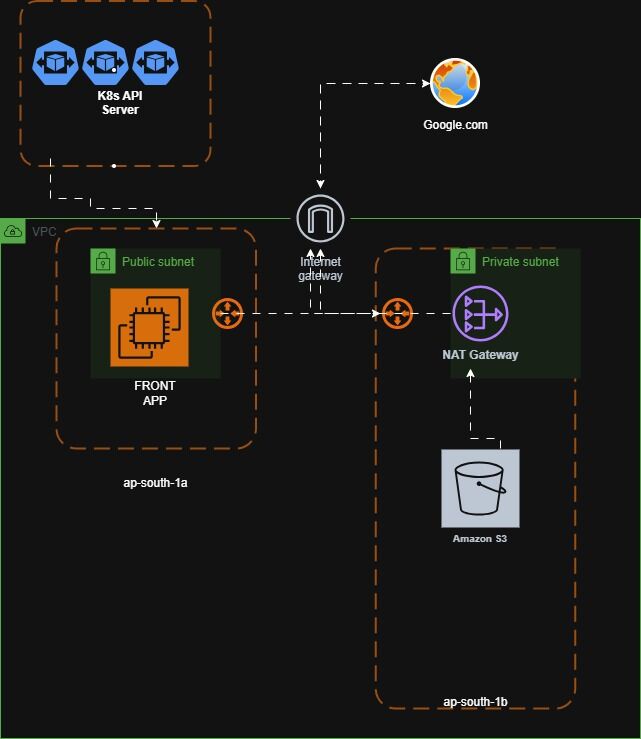 K8s API
Server
Google.com
VPC
Internet
gateway
Public subnet
Private subnet
FRONT
APP
NAT Gateway
ap-south-1a
Amazon S3
ap-south-1b